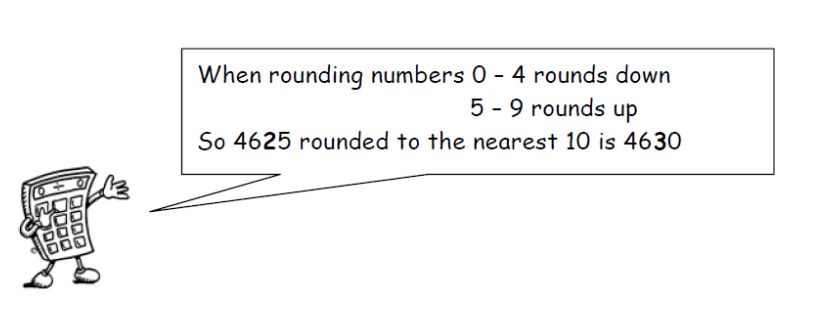 When rounding numbers 0 – 4 rounds down
5 – 9 rounds up
So 4625 rounded to the nearest 10 is 4630